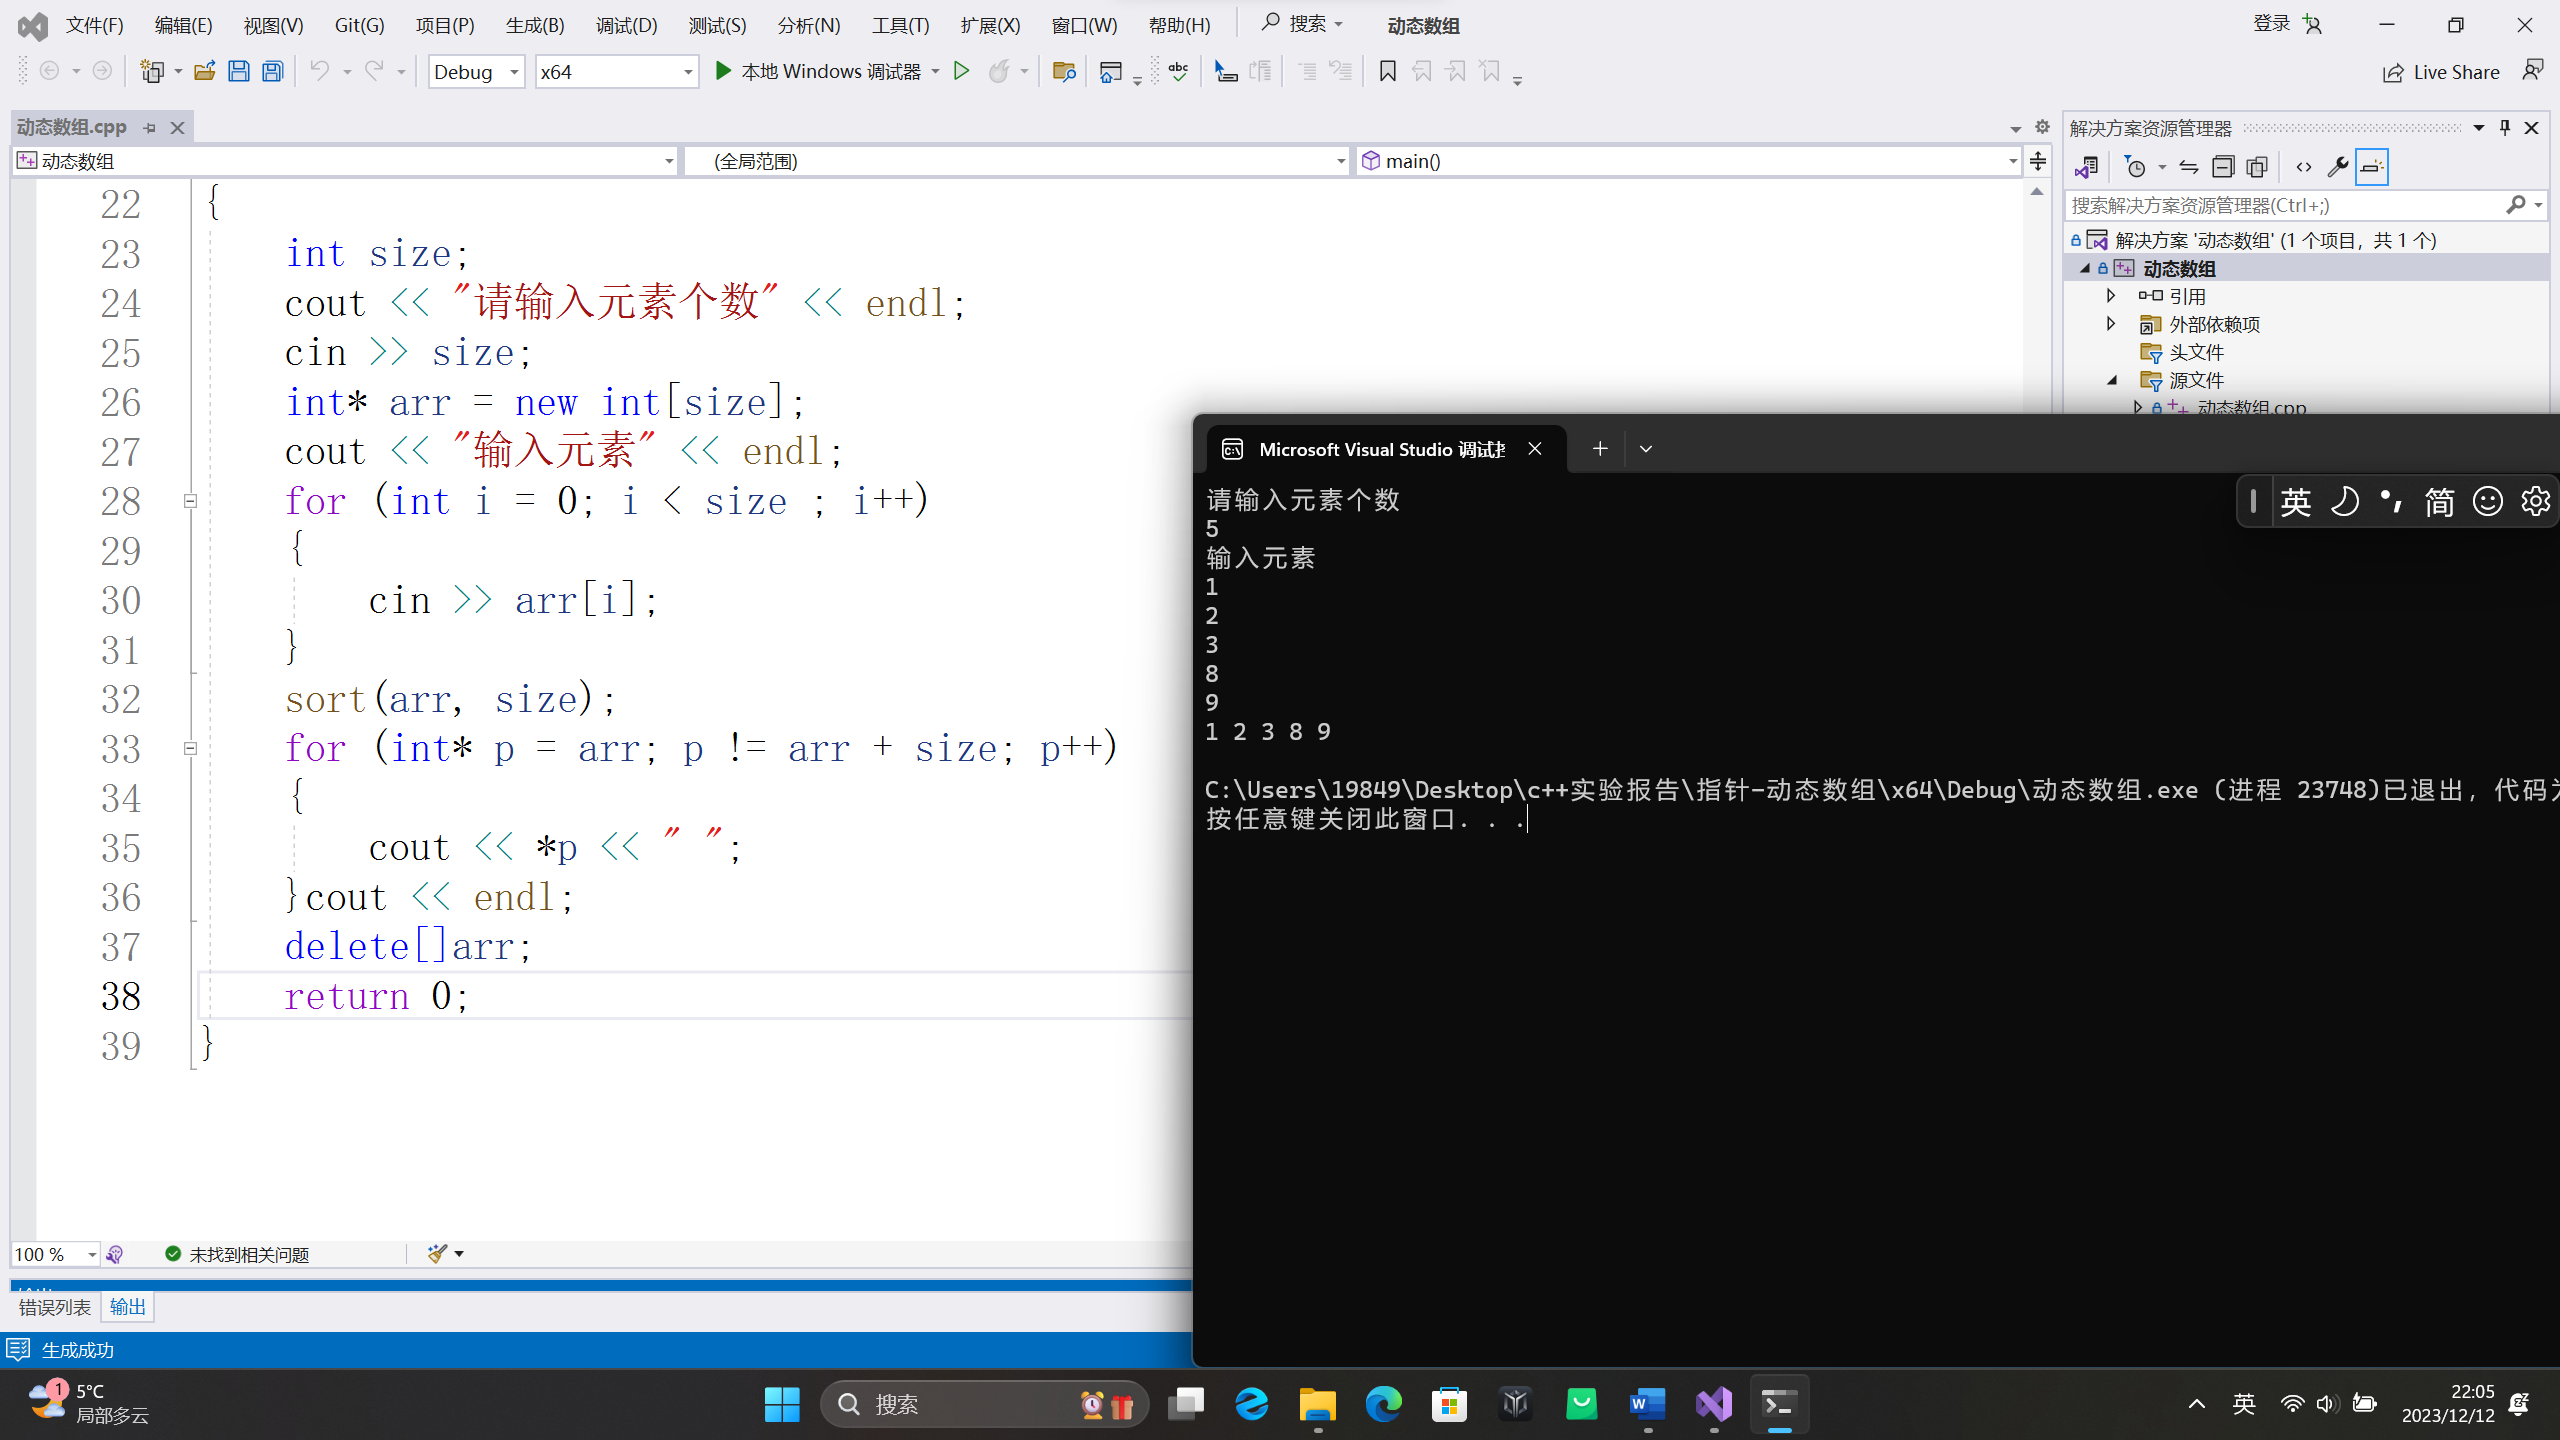 文件(F) 编辑(E) 视图(V) Git(G) 项目(P) 生成(B) 调试(D) 测试(S) 分析(N) 工具(T) 扩展(X) 窗口(W) 帮助(H) 搜索 动态数组 登录
Debug x64 本地 Windows 调试器 abc Live Share
动态数组.cpp
动态数组 (全局范围) main()
22 {
23 int size;
24 cout << "请输入元素个数" << endl;
25 cin >> size;
26 int* arr = new int[size];
27 cout << "输入元素" << endl;
28 for (int i = 0; i < size ; i++)
29 {
30 cin >> arr[i];
31 }
32 sort(arr, size);
33 for (int* p = arr; p != arr + size; p++)
34 {
35 cout << *p << " ";
36 }cout << endl;
37 delete[]arr;
38 return 0;
39 }
100 % 未找到相关问题
错误列表 输出
生成成功
解决方案资源管理器
搜索解决方案资源管理器(Ctrl+;)
解决方案 '动态数组' (1 个项目，共 1 个)
动态数组
引用
外部依赖项
头文件
源文件
动态数组.cpp
Microsoft Visual Studio 调试
英 简
请输入元素个数
5
输入元素
1
2
3
8
9
1 2 3 8 9
C:\Users\19849\Desktop\c++实验报告\指针-动态数组\x64\Debug\动态数组.exe (进程 23748)已退出，代码
按任意键关闭此窗口. . .
1 5°C
局部多云
搜索
英
22:05
2023/12/12